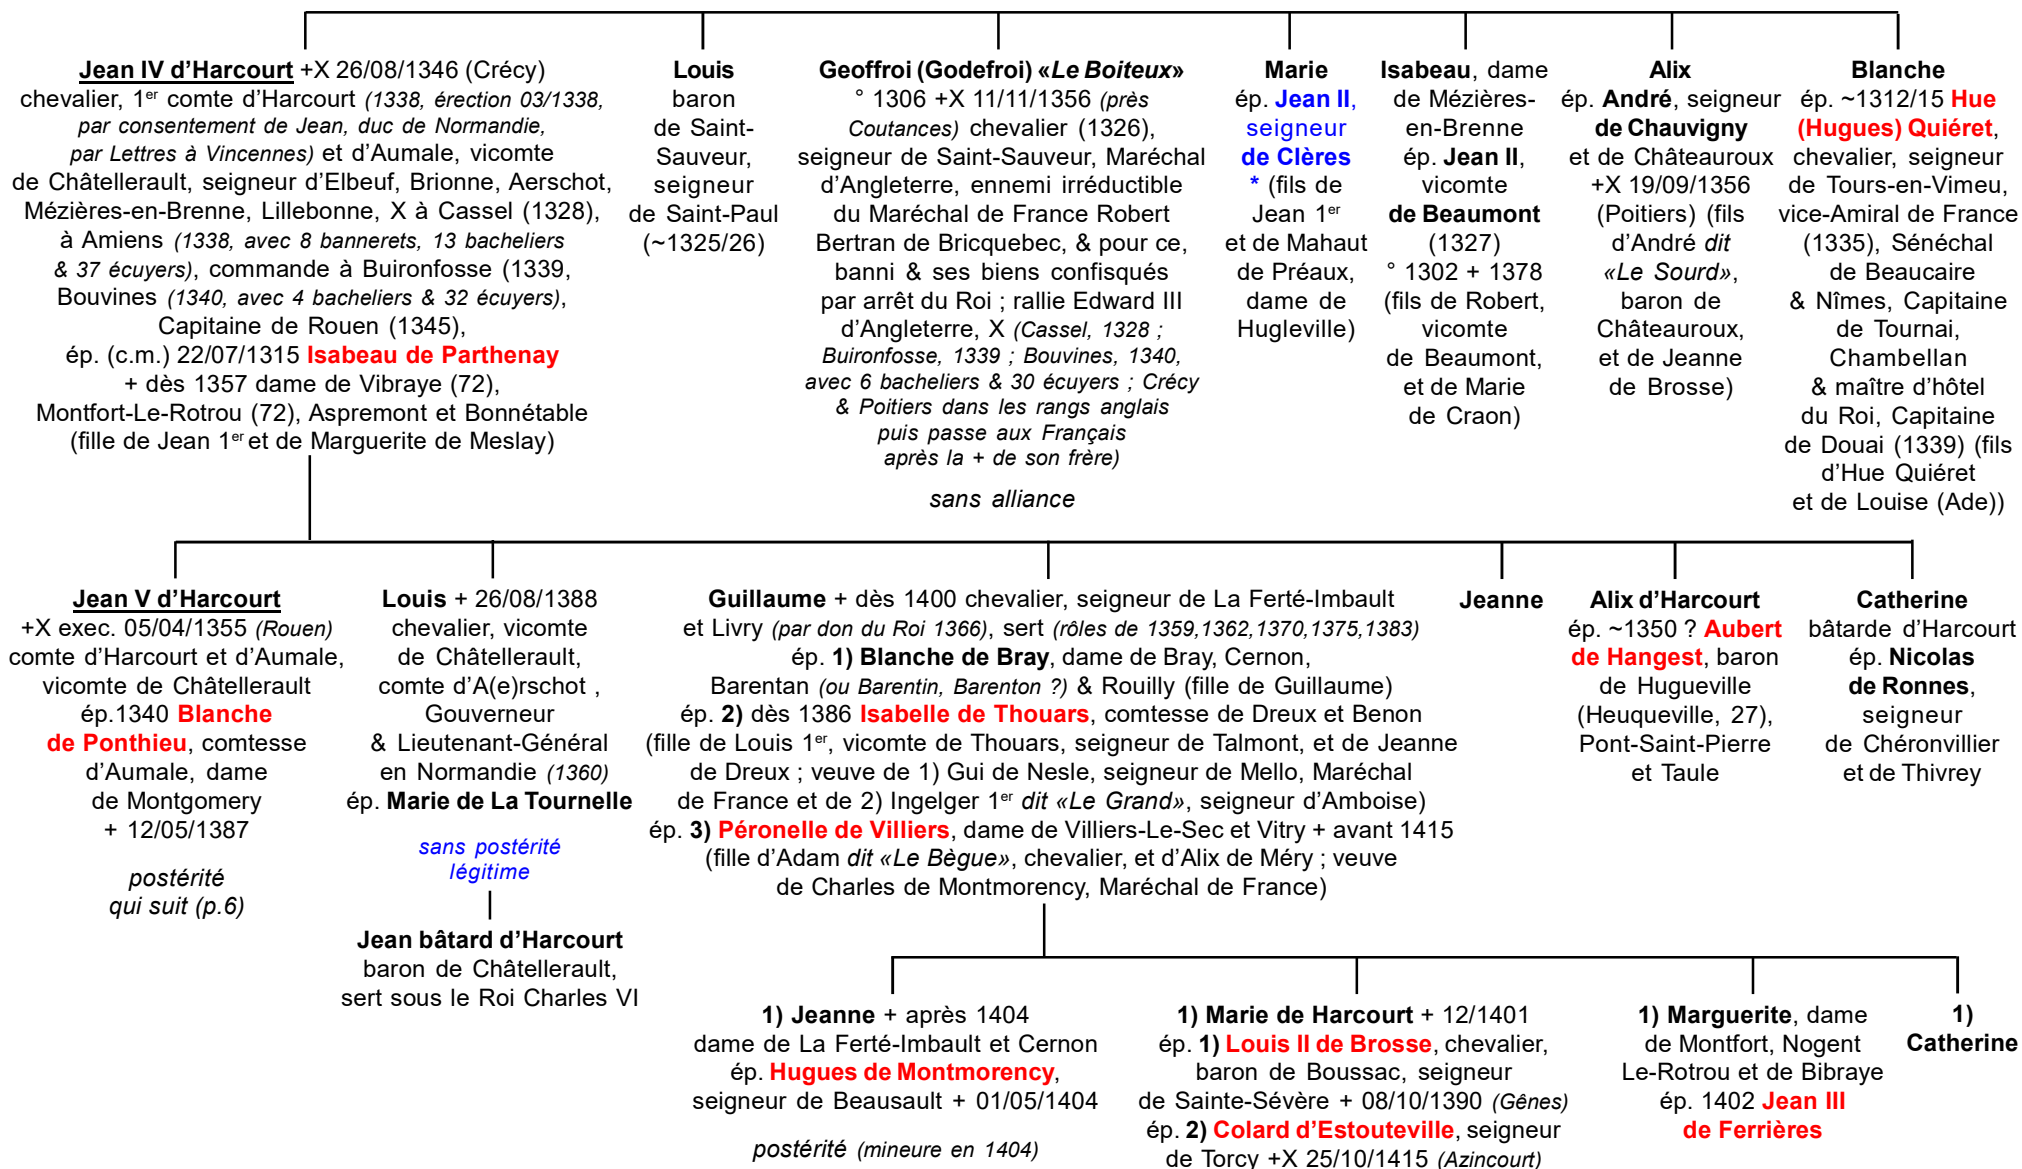 Jean IV d'Harcourt +X 26/08/1346 (Crécy)
chevalier, 1er comte d'Harcourt (1338, érection 03/1338,
par consentement de Jean, duc de Normandie,
par Lettres à Vincennes) et d'Aumale, vicomte
de Châtellerault, seigneur d'Elbeuf, Brionne, Aerschot,
Mézières-en-Brenne, Lillebonne, X à Cassel (1328),
à Amiens (1338, avec 8 bannerets, 13 bacheliers
& 37 écuyers), commande à Buironfosse (1339,
Bouvines (1340, avec 4 bacheliers & 32 écuyers),
Capitaine de Rouen (1345),
ép. (c.m.) 22/07/1315 Isabeau de Parthenay
+ dès 1357 dame de Vibraye (72),
Montfort-Le-Rotrou (72), Aspremont et Bonnétable
(fille de Jean 1er et de Marguerite de Meslay)
Louis
baron
de Saint-
Sauveur,
seigneur
de Saint-Paul
(~1325/26)
Geoffroi (Godefroi) «Le Boiteux»
° 1306 +X 11/11/1356 (près
Coutances) chevalier (1326),
seigneur de Saint-Sauveur, Maréchal
d'Angleterre, ennemi irréductible
du Maréchal de France Robert
Bertran de Bricquebec, & pour ce,
banni & ses biens confisqués
par arrêt du Roi ; rallie Edward III
d'Angleterre, X (Cassel, 1328 ;
Buironfosse, 1339 ; Bouvines, 1340,
avec 6 bacheliers & 30 écuyers ; Crécy
& Poitiers dans les rangs anglais
puis passe aux Français
après la + de son frère)
sans alliance
Marie
ép. Jean II,
seigneur
de Clères
* (fils de
Jean 1er
et de Mahaut
de Préaux,
dame de
Hugleville)
Isabeau, dame
de Mézières-
en-Brenne
ép. Jean II,
vicomte
de Beaumont
(1327)
° 1302 + 1378
(fils de Robert,
vicomte
de Beaumont,
et de Marie
de Craon)
Alix
ép. André, seigneur
de Chauvigny
et de Châteauroux
+X 19/09/1356
(Poitiers) (fils
d'André dit
«Le Sourd»,
baron de
Châteauroux,
et de Jeanne
de Brosse)
Blanche
ép. ~1312/15 Hue
(Hugues) Quiéret,
chevalier, seigneur
de Tours-en-Vimeu,
vice-Amiral de France
(1335), Sénéchal
de Beaucaire
& Nîmes, Capitaine
de Tournai,
Chambellan
& maître d'hôtel
du Roi, Capitaine
de Douai (1339) (fils
d'Hue Quiéret
et de Louise (Ade))
Jean V d'Harcourt
+X exec. 05/04/1355 (Rouen)
comte d'Harcourt et d'Aumale,
vicomte de Châtellerault
ép.1340 Blanche
de Ponthieu, comtesse
d'Aumale, dame
de Montgomery
+ 12/05/1387
postérité
qui suit (p.6)
Louis + 26/08/1388
chevalier, vicomte
de Châtellerault,
comte d'A(e)rschot ,
Gouverneur
& Lieutenant-Général
en Normandie (1360)
ép. Marie de La Tournelle
sans postérité
légitime
Jean bâtard d'Harcourt
baron de Châtellerault,
sert sous le Roi Charles VI
Guillaume + dès 1400 chevalier, seigneur de La Ferté-Imbault
et Livry (par don du Roi 1366), sert (rôles de 1359,1362,1370,1375,1383)
ép. 1) Blanche de Bray, dame de Bray, Cernon,
Barentan (ou Barentin, Barenton ?) & Rouilly (fille de Guillaume)
ép. 2) dès 1386 Isabelle de Thouars, comtesse de Dreux et Benon
(fille de Louis 1er, vicomte de Thouars, seigneur de Talmont, et de Jeanne
de Dreux ; veuve de 1) Gui de Nesle, seigneur de Mello, Maréchal
de France et de 2) Ingelger 1er dit «Le Grand», seigneur d'Amboise)
ép. 3) Péronelle de Villiers, dame de Villiers-Le-Sec et Vitry + avant 1415
(fille d'Adam dit «Le Bègue», chevalier, et d'Alix de Méry ; veuve
de Charles de Montmorency, Maréchal de France)
Jeanne
Alix d'Harcourt
ép. ~1350 ? Aubert
de Hangest, baron
de Hugueville
(Heuqueville, 27),
Pont-Saint-Pierre
et Taule
Catherine
bâtarde d'Harcourt
ép. Nicolas
de Ronnes,
seigneur
de Chéronvillier
et de Thivrey
1) Jeanne + après 1404
dame de La Ferté-Imbault et Cernon
ép. Hugues de Montmorency,
seigneur de Beausault + 01/05/1404
postérité (mineure en 1404)
1) Marie de Harcourt + 12/1401
ép. 1) Louis II de Brosse, chevalier,
baron de Boussac, seigneur
de Sainte-Sévère + 08/10/1390 (Gênes)
ép. 2) Colard d'Estouteville, seigneur
de Torcy +X 25/10/1415 (Azincourt)
1) Marguerite, dame
de Montfort, Nogent
Le-Rotrou et de Bibraye
ép. 1402 Jean III
de Ferrières
1)
Catherine